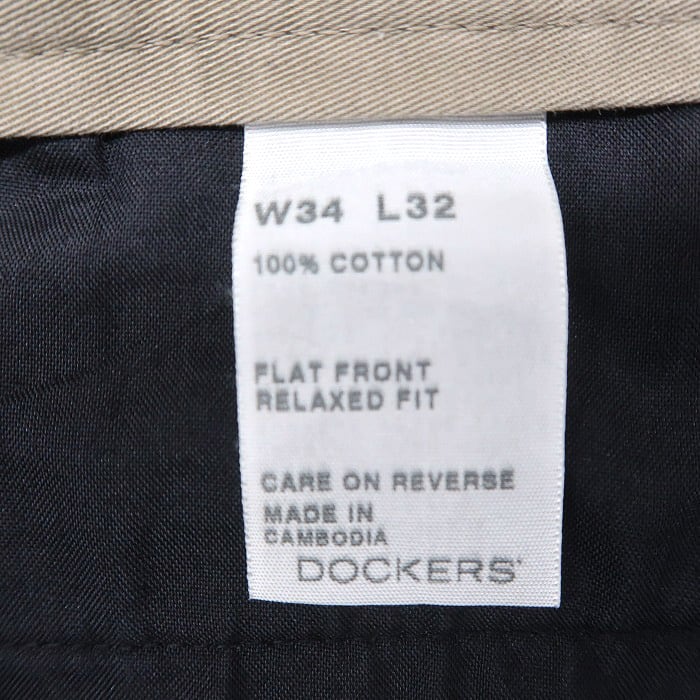 W34 L32
100% COTTON
FLAT FRONT
RELAXED FIT
CARE ON REVERSE
MADE IN
CAMBODIA
DOCKERS'